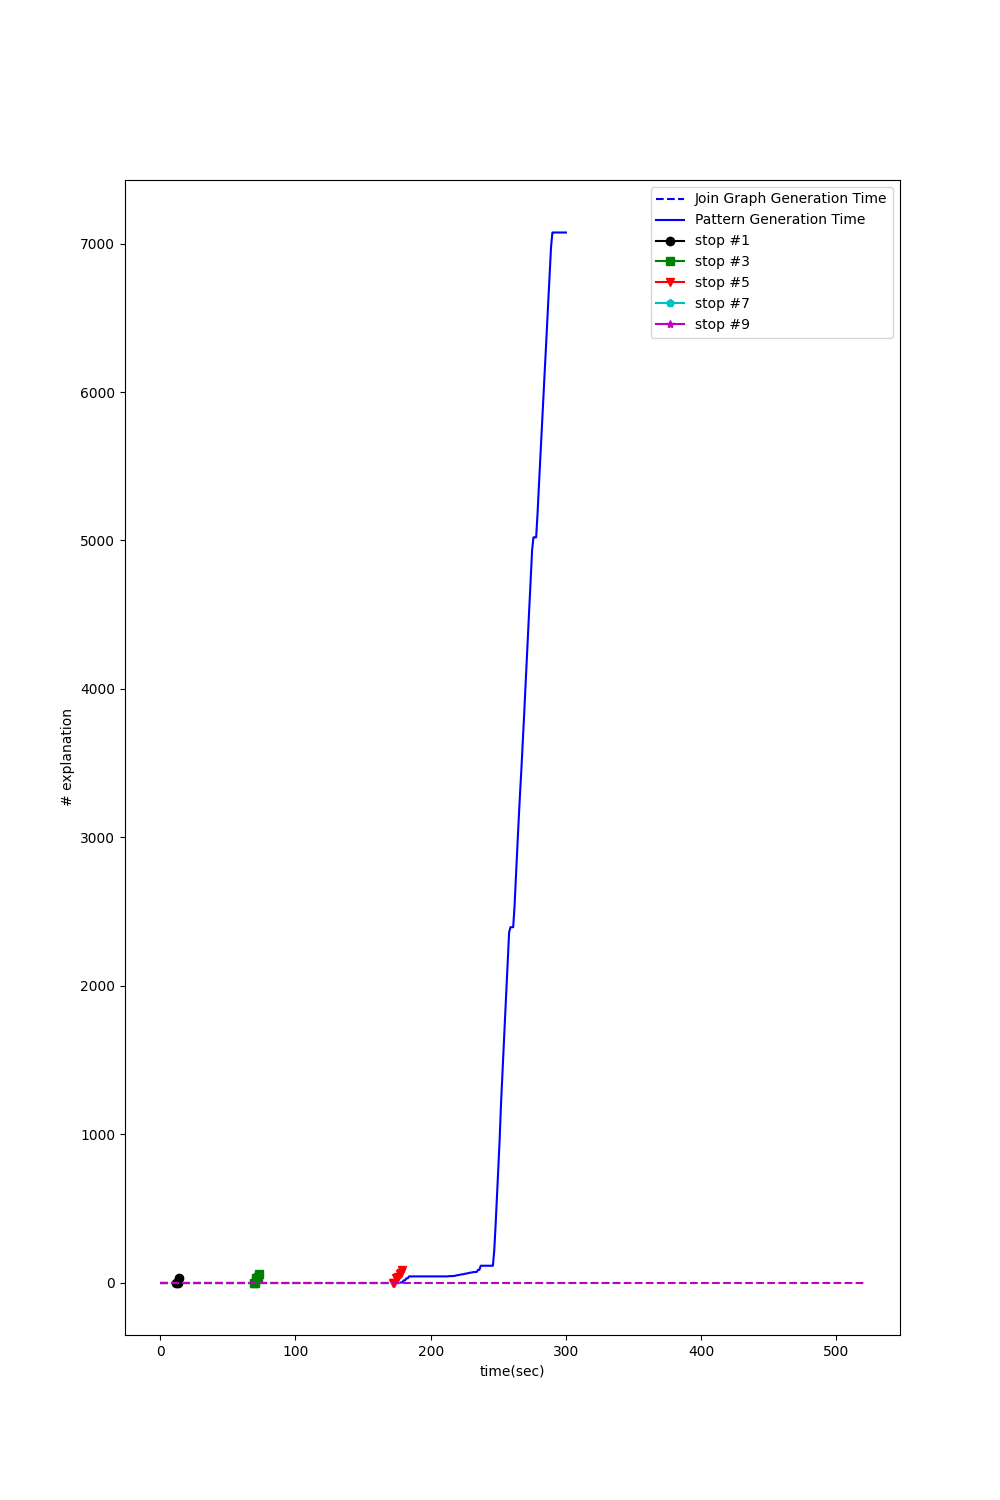 Join Graph Generation Time
Pattern Generation Time
stop #1
stop #3
stop #5
stop #7
stop #9
7000
6000
5000
4000
3000
2000
1000
0
# explanation
0 100 200 300 400 500
time(sec)